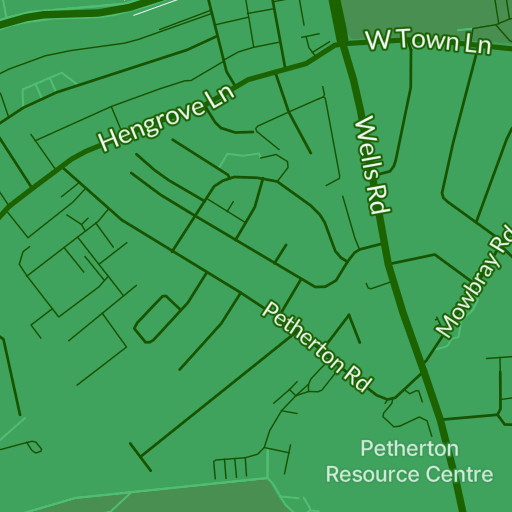 W Town Ln
Hengrove Ln
Wells Rd
Mowbray Rd
Petherton Rd
Petherton
Resource Centre